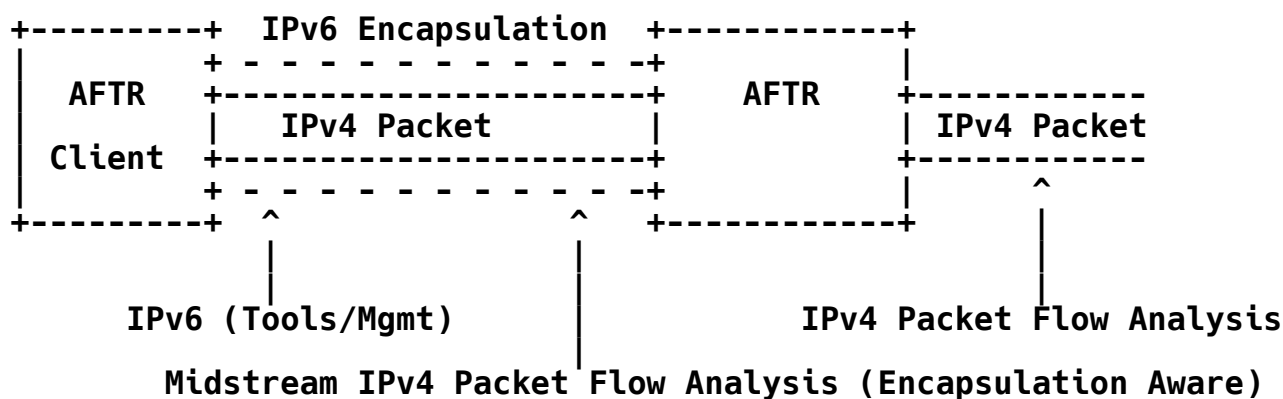 IPv6 Encapsulation
AFTR AFTR
IPv4 Packet IPv4 Packet
Client
IPv6 (Tools/Mgmt) IPv4 Packet Flow Analysis
Midstream IPv4 Packet Flow Analysis (Encapsulation Aware)